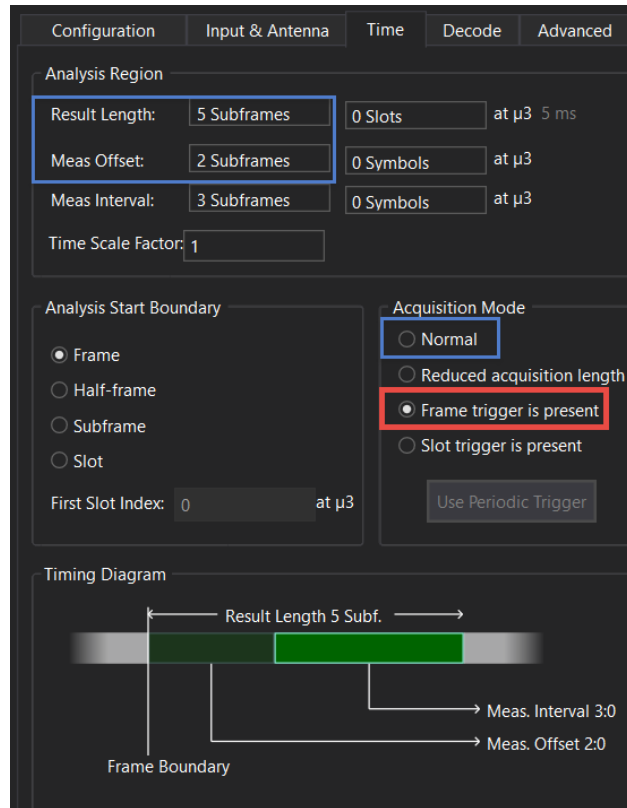 Configuration Input & Antenna Time Decode Advanced
Analysis Region
Result Length: 5 Subframes 0 Slots at µ3 5 ms
Meas Offset: 2 Subframes 0 Symbols at µ3
Meas Interval: 3 Subframes 0 Symbols at µ3
Time Scale Factor: 1
Analysis Start Boundary
Frame
Half-frame
Subframe
Slot
First Slot Index: 0 at µ3
Acquisition Mode
Normal
Reduced acquisition length
Frame trigger is present
Slot trigger is present
Use Periodic Trigger
Timing Diagram
Result Length 5 Subf.
Meas. Interval 3:0
Meas. Offset 2:0
Frame Boundary